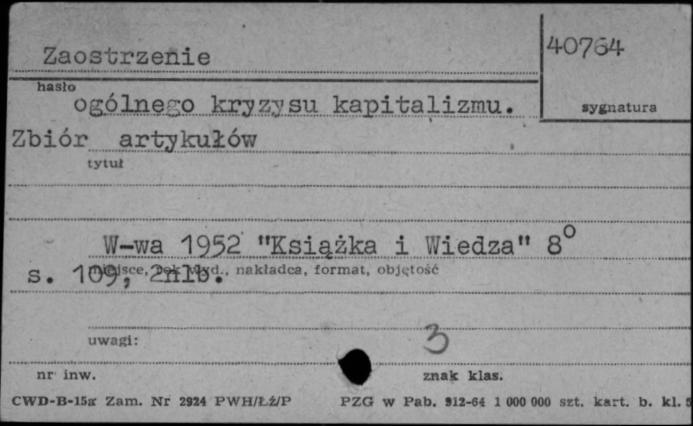 Zaostrzenie
40764
hasło
ogólnego kryzysu kapitalizmu.
sygnatura
Zbiór artykułów
tytuł
W-wa 1952 "Książka i Wiedza" 8°
miejsce, rok wyd., nakładca, format, objętość
s. 109, 2nlb.
uwagi:
3
nr inw.
znak klas.
CWD-B-15a Zam. Nr 2924 PWH/Łź/P PZG w Pab. 912-64 1 000 000 szt. kart. b. kl. 5